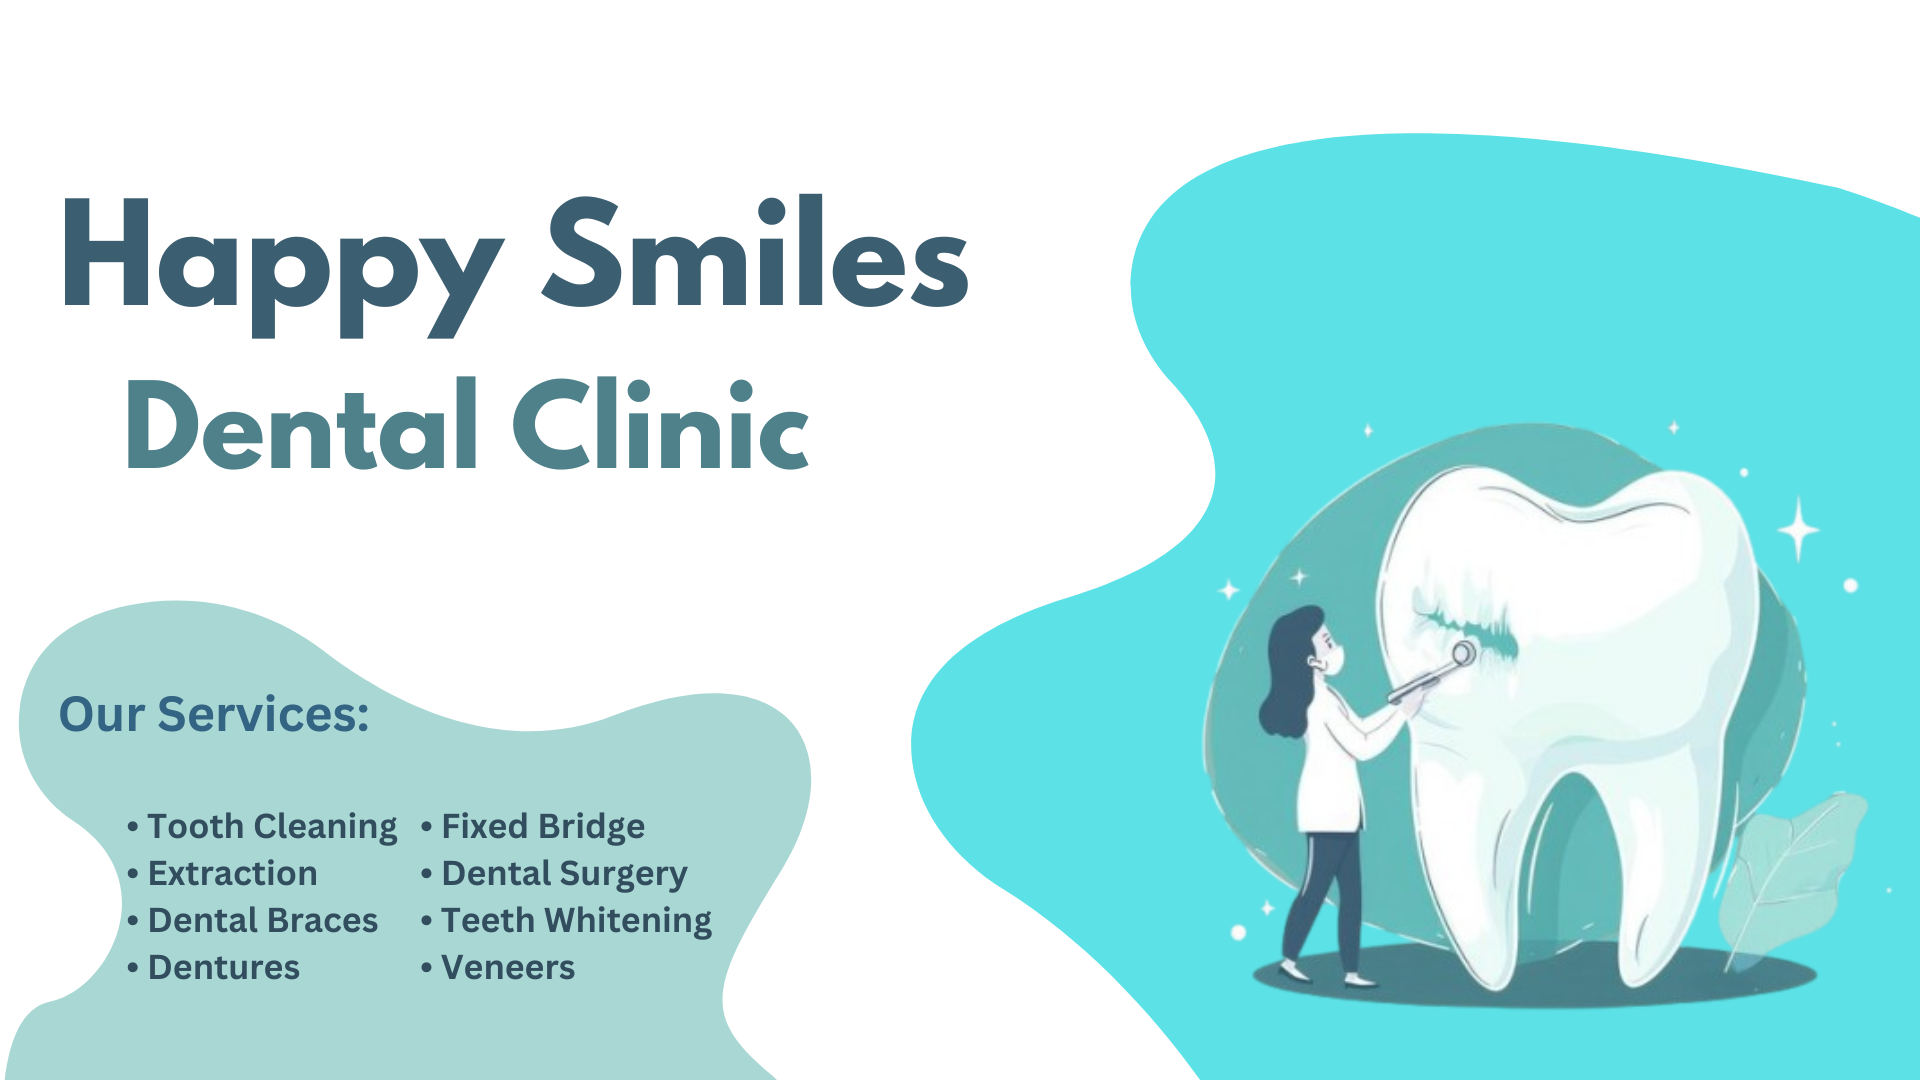 Happy Smiles
Dental Clinic
Our Services:
• Tooth Cleaning
• Extraction
• Dental Braces
• Dentures
• Fixed Bridge
• Dental Surgery
• Teeth Whitening
• Veneers